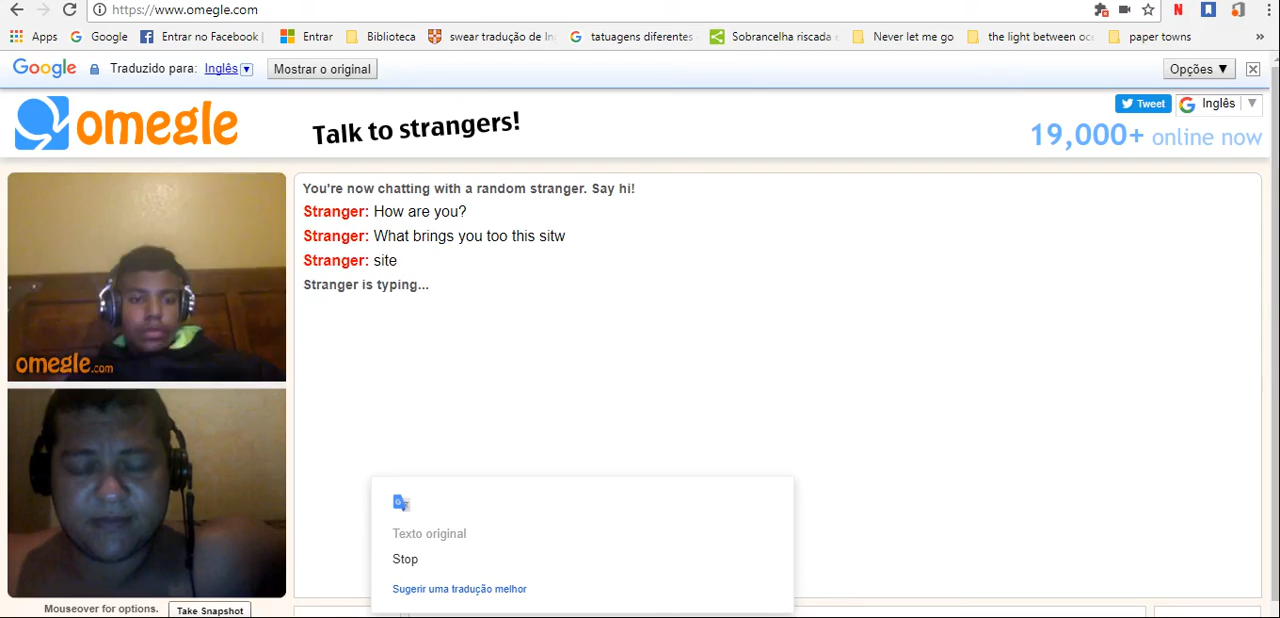 https://www.omegle.com
Apps Google Entrar no Facebook | Entrar Biblioteca swear tradução de In tatuagens diferentes Sobrancelha riscada Never let me go the light between oce paper towns »
Google Traduzido para: Inglês ▼ Mostrar o original Opções ▼
omegle Talk to strangers! Tweet G Inglês ▼
19,000+ online now
You're now chatting with a random stranger. Say hi!
Stranger: How are you?
Stranger: What brings you too this sitw
Stranger: site
Stranger is typing...
omegle.com
Texto original
Stop
Sugerir uma tradução melhor
Mouseover for options. Take Snapshot